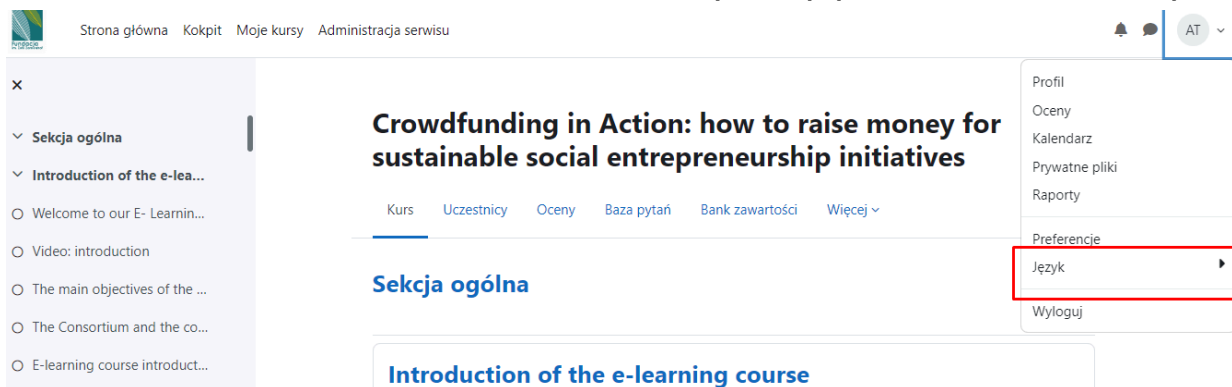 fundacja
Strona główna Kokpit Moje kursy Administracja serwisu
AT
Profil
Oceny
Kalendarz
Prywatne pliki
Raporty
Preferencje
Język
Wyloguj
Sekcja ogólna
Introduction of the e-lea...
Welcome to our E- Learnin...
Video: introduction
The main objectives of the ...
The Consortium and the co...
E-learning course introduct...
Crowdfunding in Action: how to raise money for
sustainable social entrepreneurship initiatives
Kurs Uczestnicy Oceny Baza pytań Bank zawartości Więcej
Sekcja ogólna
Introduction of the e-learning course